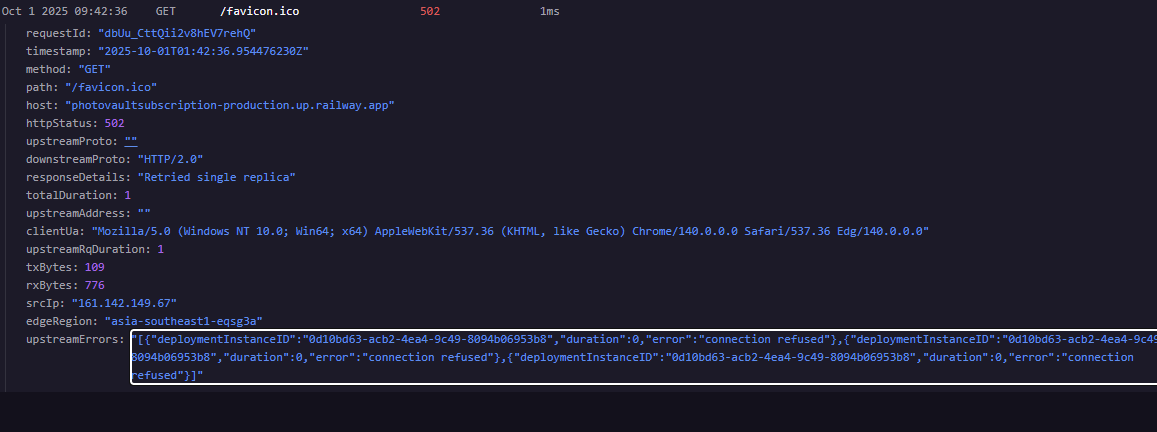 Oct 1 2025 09:42:36 GET /favicon.ico 502 1ms
requestId: "dbUu_CttQii2v8hEV7rehQ"
timestamp: "2025-10-01T01:42:36.954476230Z"
method: "GET"
path: "/favicon.ico"
host: "photovaultsubscription-production.up.railway.app"
httpStatus: 502
upstreamProto: ""
downstreamProto: "HTTP/2.0"
responseDetails: "Retried single replica"
totalDuration: 1
upstreamAddress: ""
clientUa: "Mozilla/5.0 (Windows NT 10.0; Win64; x64) AppleWebKit/537.36 (KHTML, like Gecko) Chrome/140.0.0.0 Safari/537.36 Edg/140.0.0.0"
upstreamRqDuration: 1
txBytes: 109
rxBytes: 776
srcIp: "161.142.149.67"
edgeRegion: "asia-southeast1-eqsg3a"
upstreamErrors: "[{"deploymentInstanceID":"0d10bd63-acb2-4ea4-9c49-8094b06953b8","duration":0,"error":"connection refused"},{"deploymentInstanceID":"0d10bd63-acb2-4ea4-9c49-
8094b06953b8","duration":0,"error":"connection refused"},{"deploymentInstanceID":"0d10bd63-acb2-4ea4-9c49-8094b06953b8","duration":0,"error":"connection
refused"}]"